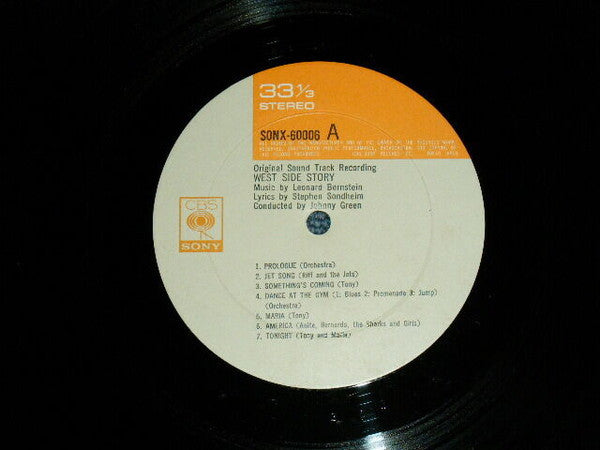 33 1/3
STEREO
SONX-60006 A
Original Sound Track Recording
WEST SIDE STORY
Music by Leonard Bernstein
Lyrics by Stephen Sondheim
Conducted by Johnny Green
CBS
SONY
1. PROLOGUE (Orchestra)
2. JET SONG (Riff and the Jets)
3. SOMETHING'S COMING (Tony)
4. DANCE AT THE GYM (1: Blues 2: Promenade 3: Jump)
(Orchestra)
5. MARIA (Tony)
6. AMERICA (Anita, Bernardo, the Sharks and Girls)
7. TONIGHT (Tony and Maria)